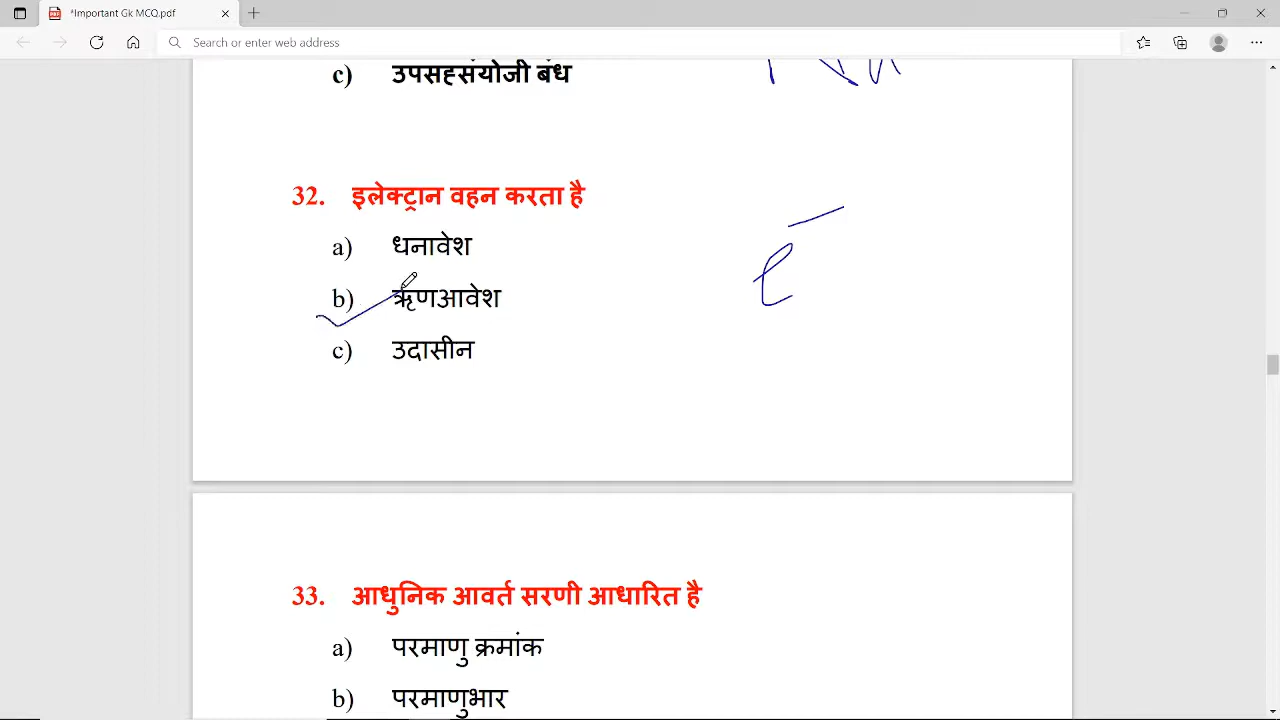 *Important Gk MCQ.pdf
Search or enter web address
c) उपसह्संयोजी बंध
32. इलेक्ट्रान वहन करता है
a) धनावेश
b) ऋणआवेश
e⁻
c) उदासीन
33. आधुनिक आवर्त सरणी आधारित है
a) परमाणु क्रमांक
b) परमाणुभार